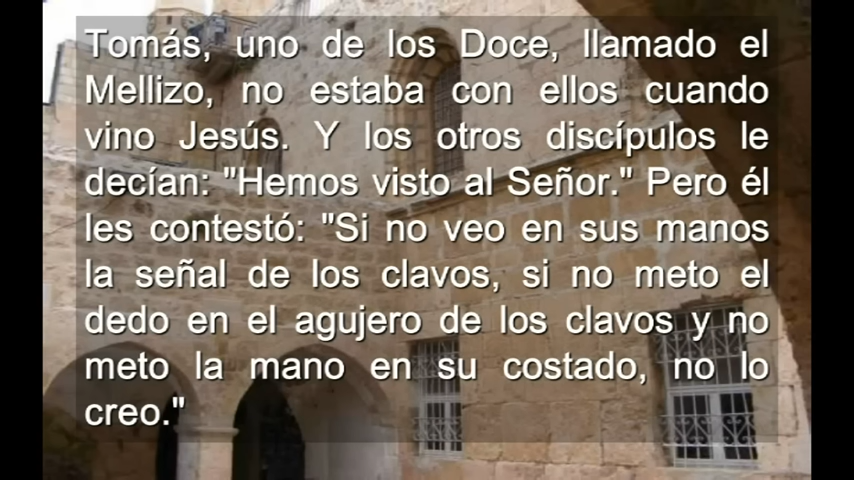 Tomás, uno de los Doce, llamado el
Mellizo, no estaba con ellos cuando
vino Jesús. Y los otros discípulos le
decían: "Hemos visto al Señor." Pero él
les contestó: "Si no veo en sus manos
la señal de los clavos, si no meto el
dedo en el agujero de los clavos y no
meto la mano en su costado, no lo
creo."